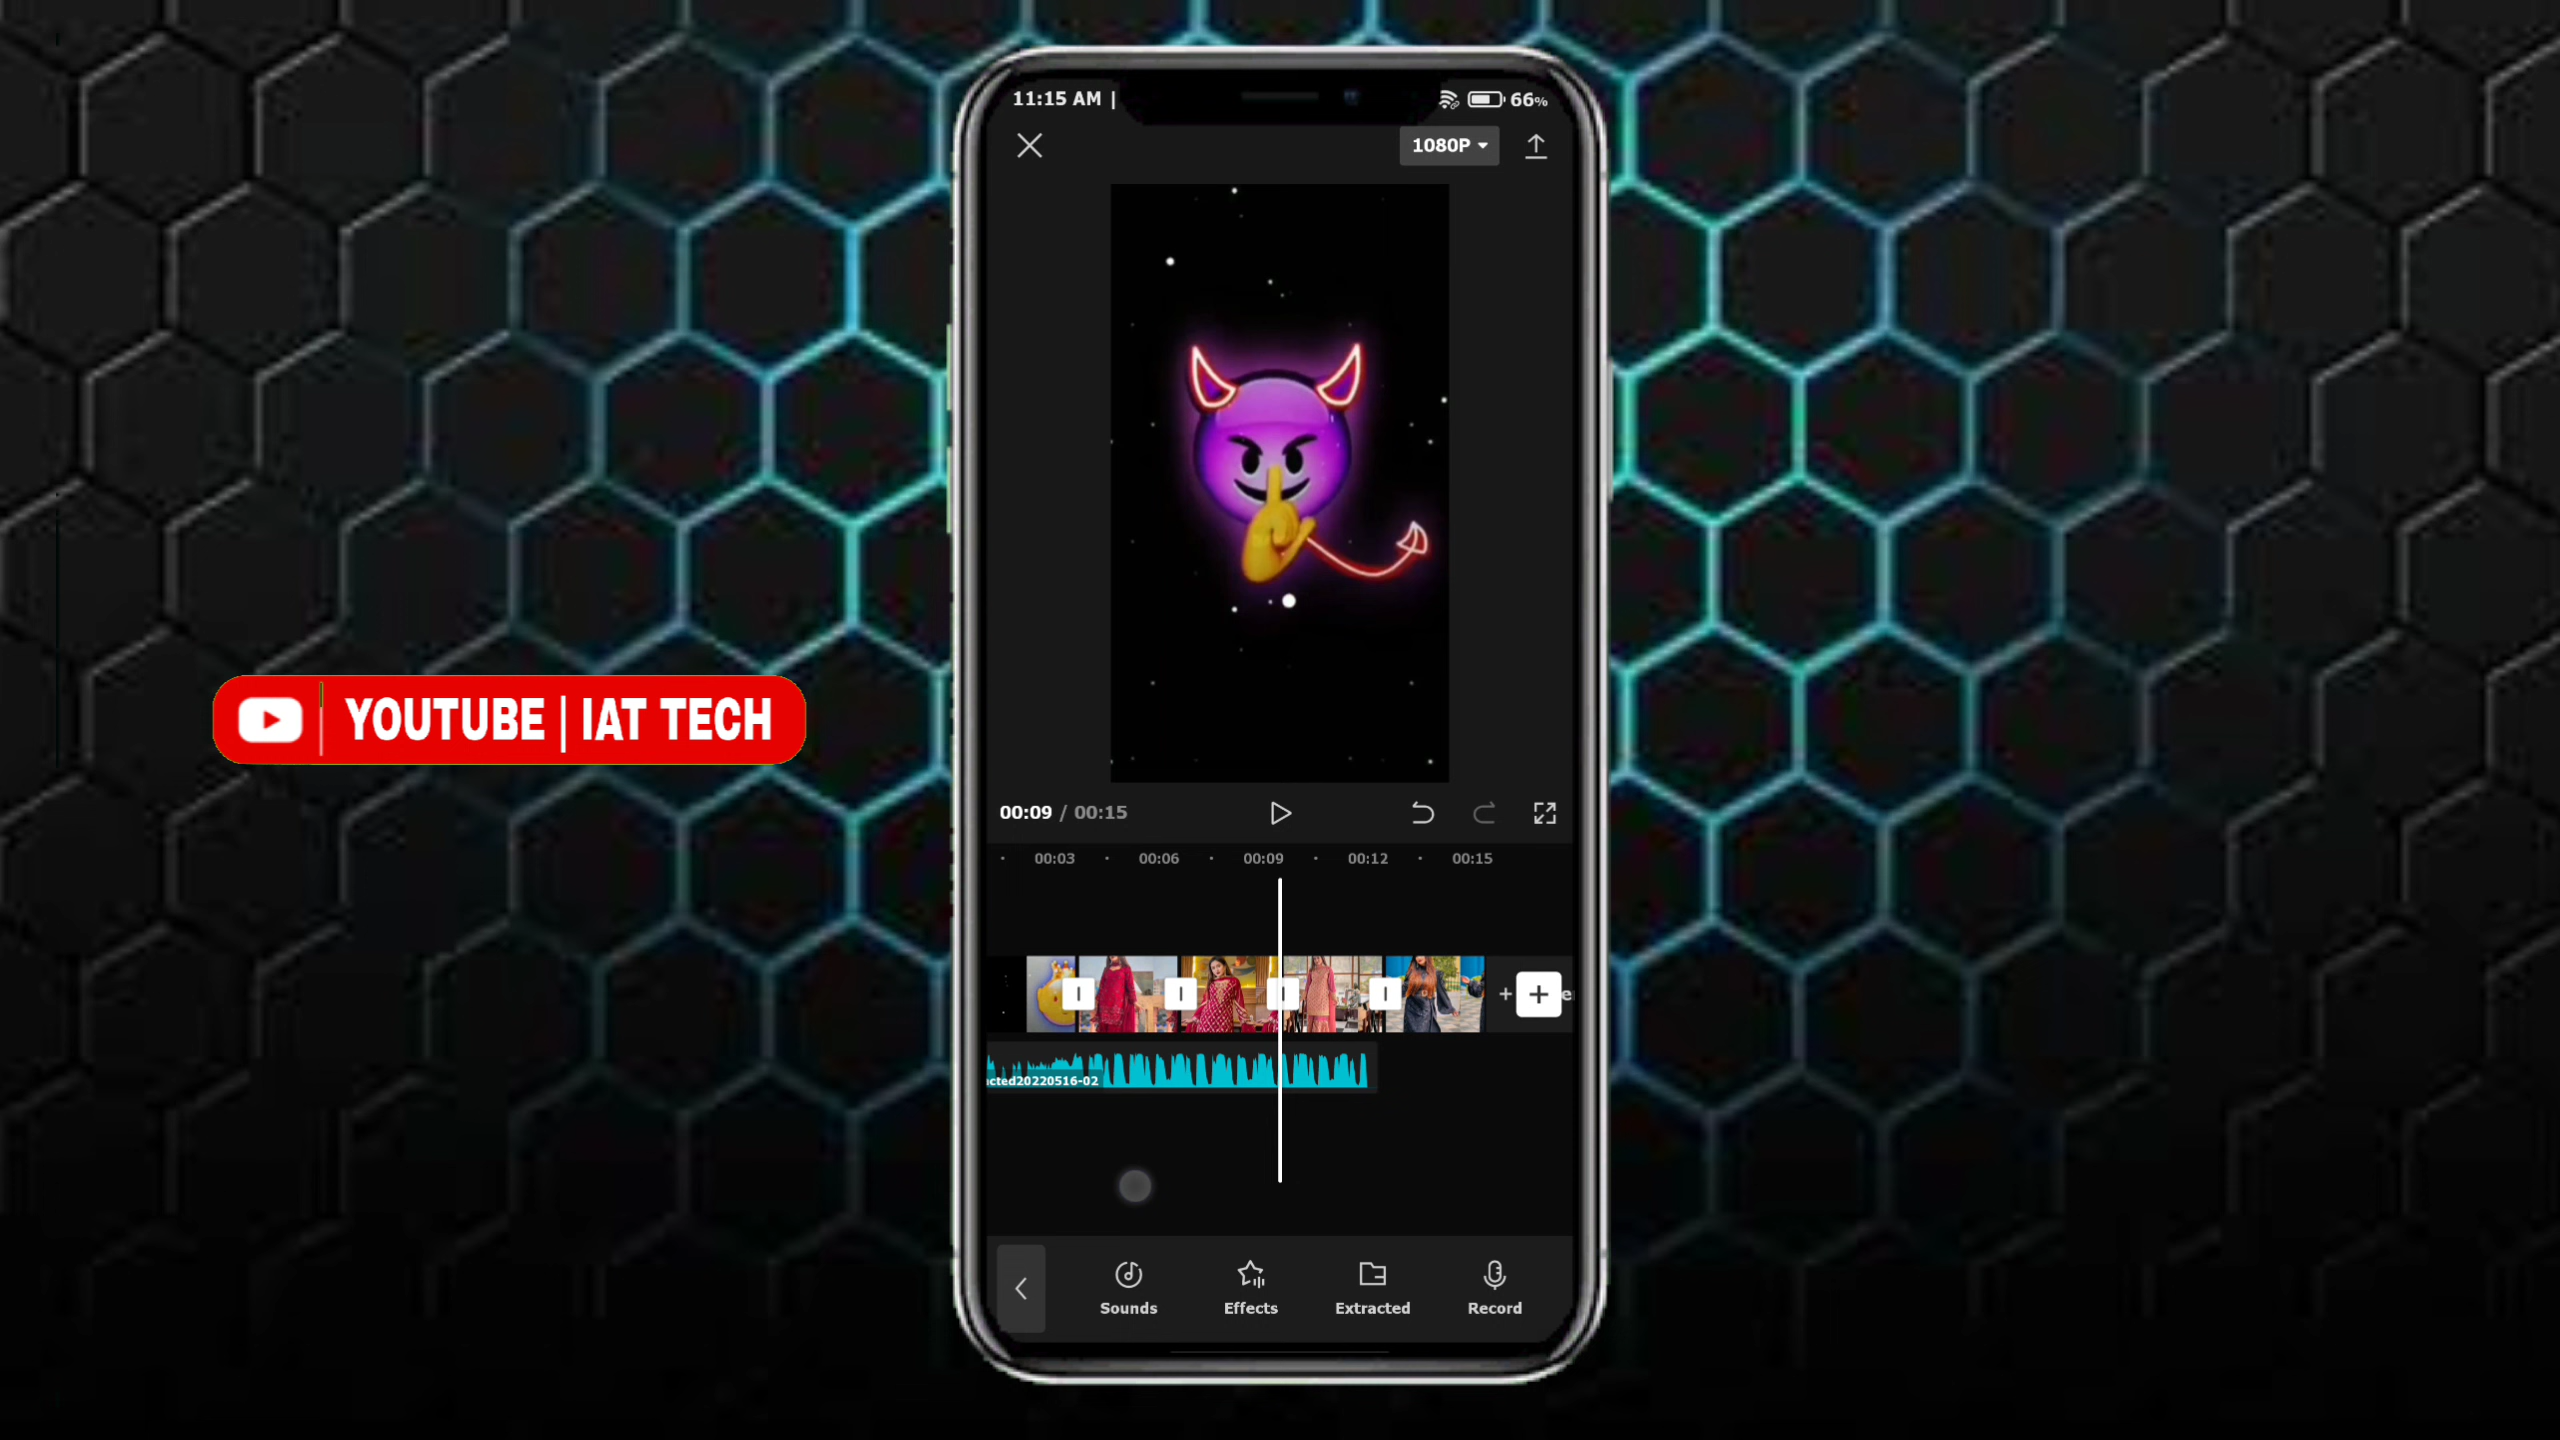 11:15 AM |
66%
1080P
YOUTUBE | IAT TECH
00:09 / 00:15
00:03 00:06 00:09 00:12 00:15
acted20220516-02
Sounds Effects Extracted Record